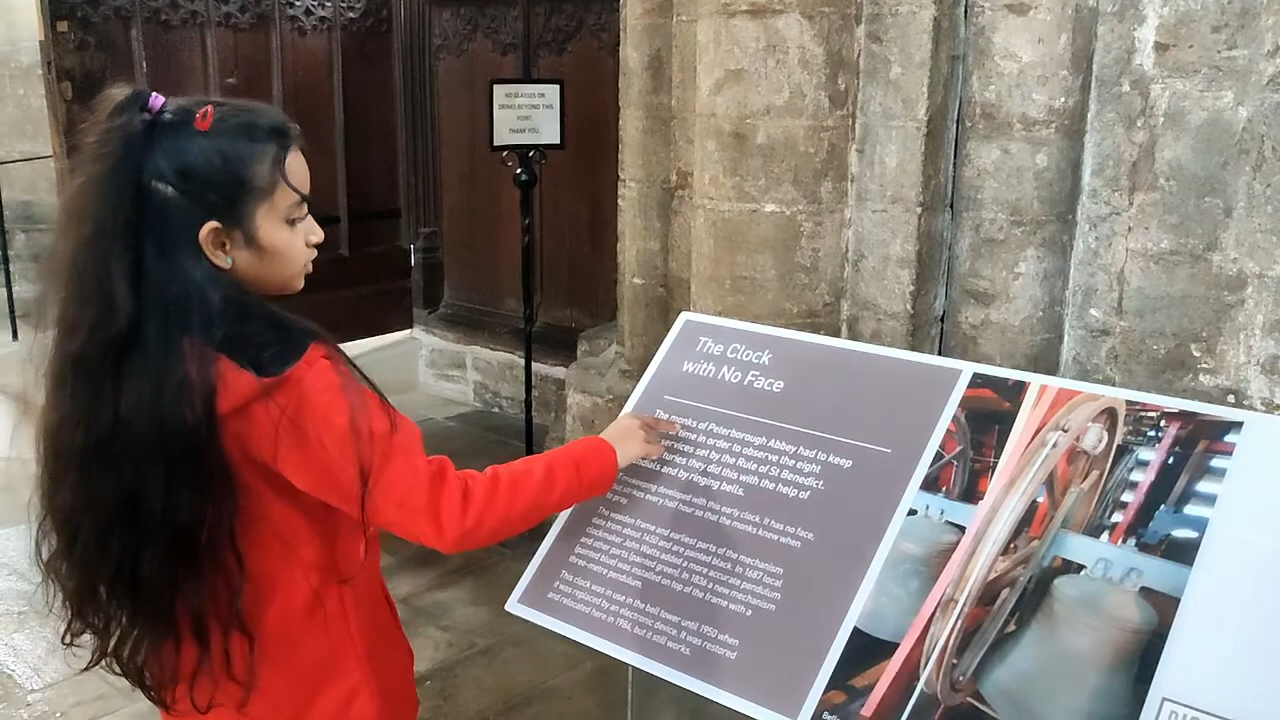 NO GLASSES OR
DRINKS BEYOND THIS
POINT.
THANK YOU.
The Clock
with No Face
The monks of Peterborough Abbey had to keep
time in order to observe the eight
services set by the Rule of St Benedict.
turies they did this with the help of
ndials and by ringing bells.
Timekeeping developed with this early clock. It has no face,
but strikes every half hour so that the monks knew when
to pray.
The wooden frame and earliest parts of the mechanism
date from about 1450 and are painted black. In 1687 local
clockmaker John Watts added a more accurate pendulum
and other parts (painted green). In 1836 a new mechanism
(painted blue) was installed on top of the frame with a
three-metre pendulum.
This clock was in use in the bell tower until 1950 when
it was replaced by an electronic device. It was restored
and relocated here in 1984, but it still works.